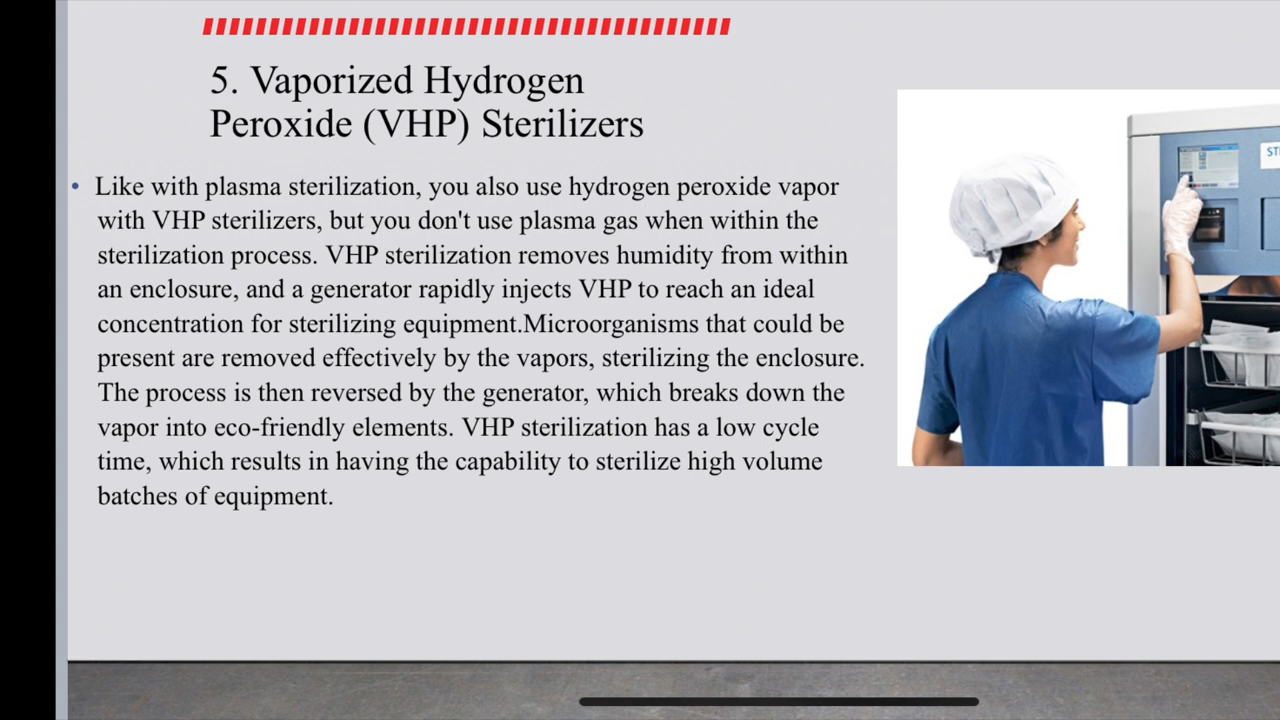 5. Vaporized Hydrogen
Peroxide (VHP) Sterilizers
• Like with plasma sterilization, you also use hydrogen peroxide vapor
with VHP sterilizers, but you don't use plasma gas when within the
sterilization process. VHP sterilization removes humidity from within
an enclosure, and a generator rapidly injects VHP to reach an ideal
concentration for sterilizing equipment.Microorganisms that could be
present are removed effectively by the vapors, sterilizing the enclosure.
The process is then reversed by the generator, which breaks down the
vapor into eco-friendly elements. VHP sterilization has a low cycle
time, which results in having the capability to sterilize high volume
batches of equipment.